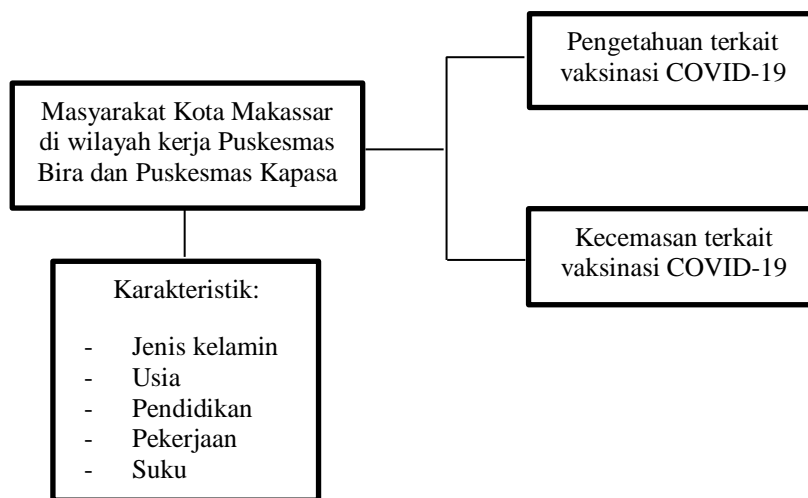 Pengetahuan terkait
vaksinasi COVID-19
Masyarakat Kota Makassar
di wilayah kerja Puskesmas
Bira dan Puskesmas Kapasa
Kecemasan terkait
vaksinasi COVID-19
Karakteristik:
- Jenis kelamin
- Usia
- Pendidikan
- Pekerjaan
- Suku